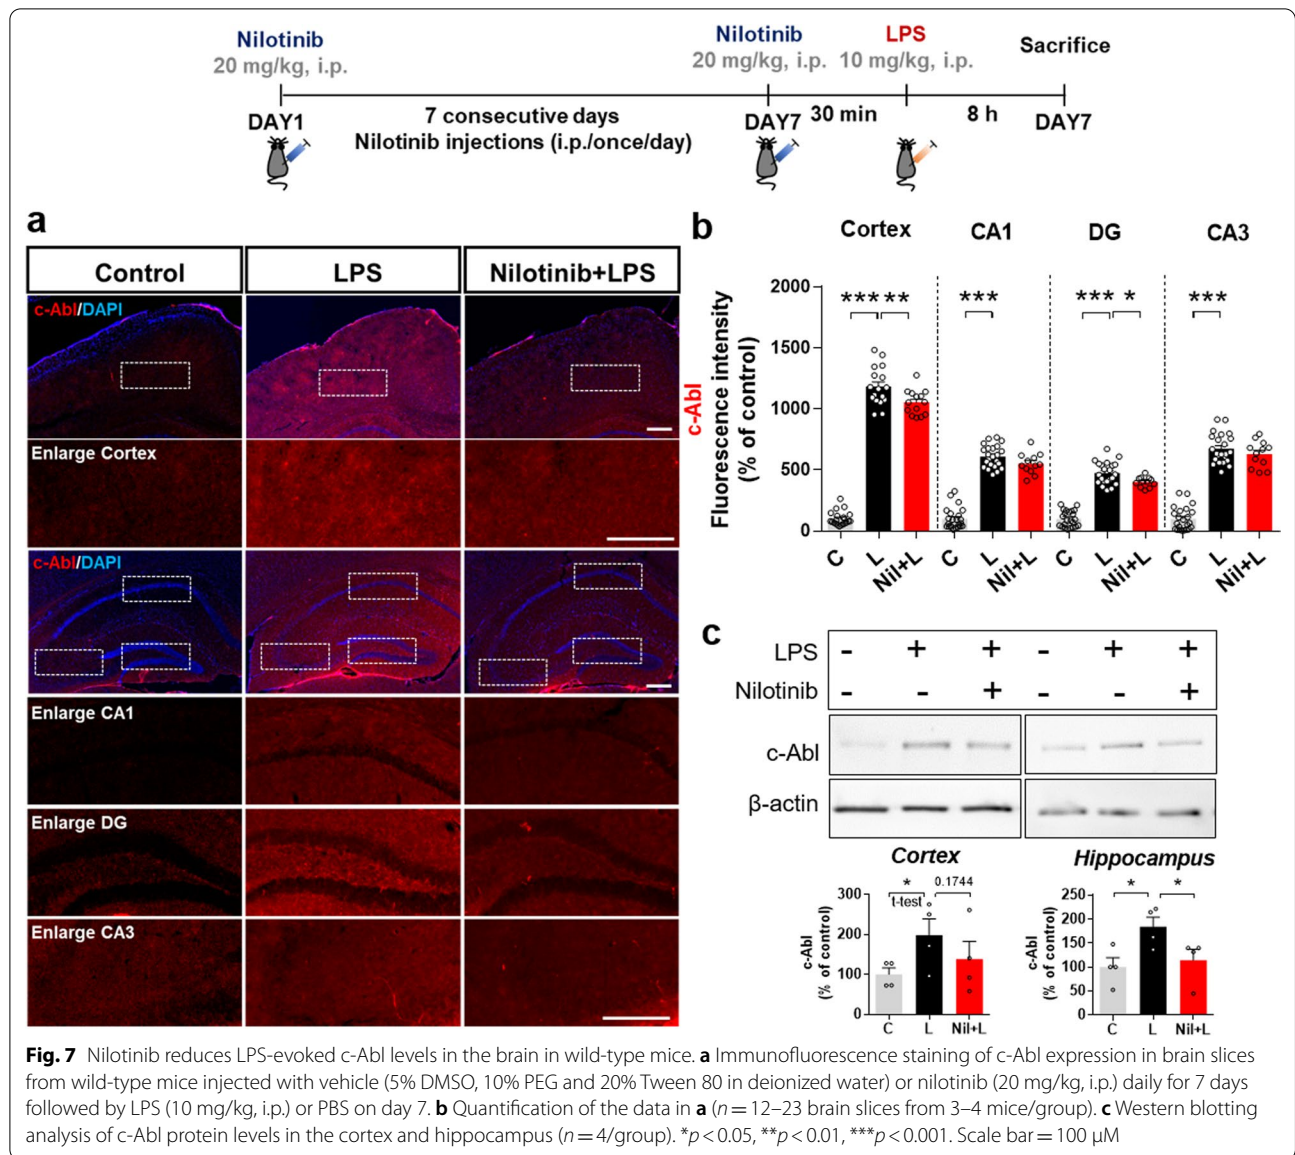 Nilotinib
20 mg/kg, i.p.
Nilotinib
20 mg/kg, i.p.
LPS
10 mg/kg, i.p.
Sacrifice
DAY1
7 consecutive days
Nilotinib injections (i.p./once/day)
DAY7
30 min
8 h
DAY7
a
Control
LPS
Nilotinib+LPS
c-Abl/DAPI
Enlarge Cortex
c-Abl/DAPI
Enlarge CA1
Enlarge DG
Enlarge CA3
b
Cortex
CA1
DG
CA3
c-Abl
Fluorescence intensity
(% of control)
2000
1500
1000
500
0
*** **
***
*** *
***
C L Nil+L C L Nil+L C L Nil+L C L Nil+L
c
LPS - + + - + +
Nilotinib - - + - - +
c-Abl
β-actin
Cortex
c-Abl
(% of control)
300
200
100
0
*
t-test
0.1744
C L Nil+L
Hippocampus
c-Abl
(% of control)
250
200
150
100
50
0
* *
C L Nil+L
Fig. 7 Nilotinib reduces LPS-evoked c-Abl levels in the brain in wild-type mice. a Immunofluorescence staining of c-Abl expression in brain slices
from wild-type mice injected with vehicle (5% DMSO, 10% PEG and 20% Tween 80 in deionized water) or nilotinib (20 mg/kg, i.p.) daily for 7 days
followed by LPS (10 mg/kg, i.p.) or PBS on day 7. b Quantification of the data in a (n = 12–23 brain slices from 3–4 mice/group). c Western blotting
analysis of c-Abl protein levels in the cortex and hippocampus (n = 4/group). *p < 0.05, **p < 0.01, ***p < 0.001. Scale bar = 100 μM